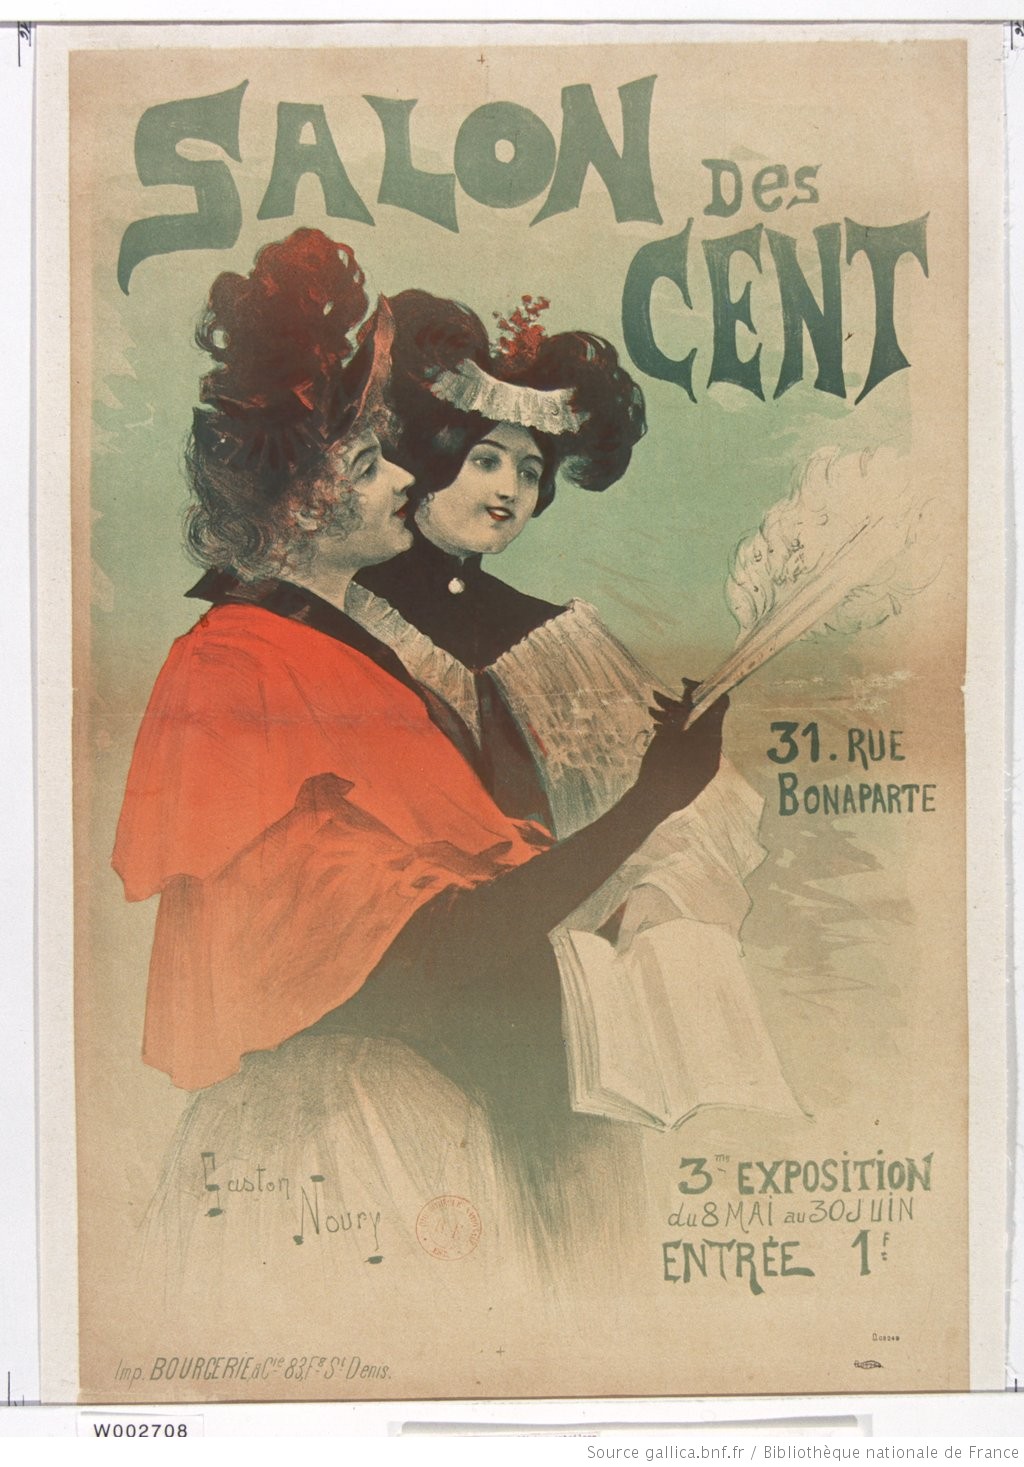 SALON
Des
CENT
31. RUE
BONAPARTE
3me EXPOSITION
du 8 MAI au 30 JUIN
ENTRÉE 1F
Gaston
Noury
Imp. BOURGERIE, & Cie 83, Fg St Denis.
W002708
Source gallica.bnf.fr / Bibliothèque nationale de France